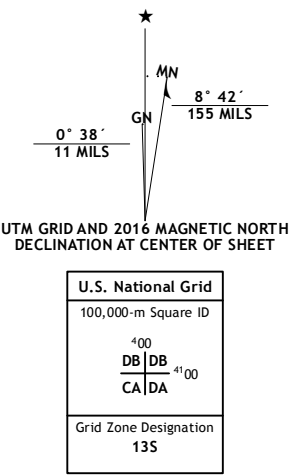 ★
MN
GN
8° 42´
155 MILS
0° 38´
11 MILS
UTM GRID AND 2016 MAGNETIC NORTH
DECLINATION AT CENTER OF SHEET
U.S. National Grid
100,000-m Square ID
400
DB DB
4100
CA DA
Grid Zone Designation
13S